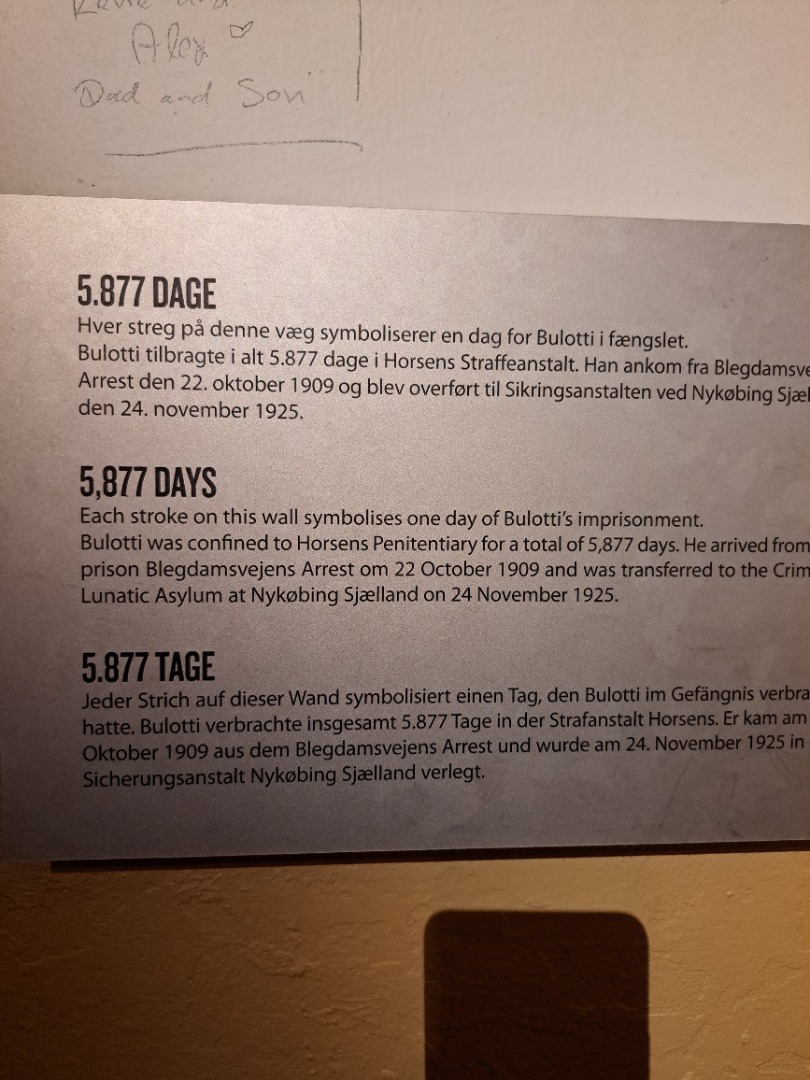 Alex
Dad and Son
5.877 DAGE
Hver streg på denne væg symboliserer en dag for Bulotti i fængslet.
Bulotti tilbragte i alt 5.877 dage i Horsens Straffeanstalt. Han ankom fra Blegdamsve
Arrest den 22. oktober 1909 og blev overført til Sikringsanstalten ved Nykøbing Sjæl
den 24. november 1925.
5,877 DAYS
Each stroke on this wall symbolises one day of Bulotti's imprisonment.
Bulotti was confined to Horsens Penitentiary for a total of 5,877 days. He arrived from
prison Blegdamsvejens Arrest om 22 October 1909 and was transferred to the Crim
Lunatic Asylum at Nykøbing Sjælland on 24 November 1925.
5.877 TAGE
Jeder Strich auf dieser Wand symbolisiert einen Tag, den Bulotti im Gefängnis verbra
hatte. Bulotti verbrachte insgesamt 5.877 Tage in der Strafanstalt Horsens. Er kam am
Oktober 1909 aus dem Blegdamsvejens Arrest und wurde am 24. November 1925 in
Sicherungsanstalt Nykøbing Sjælland verlegt.